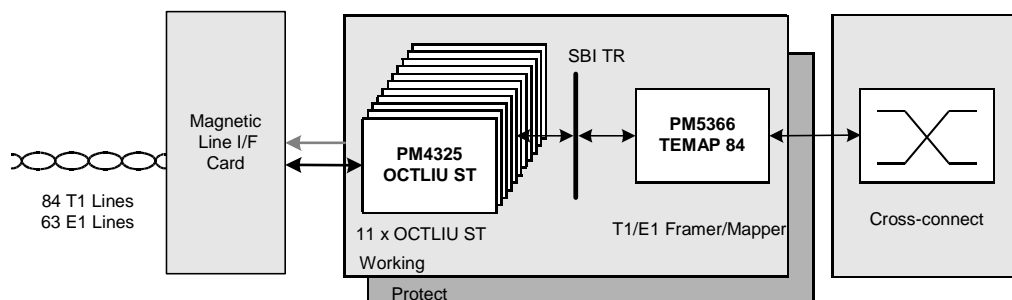 SBI TR
Magnetic
Line I/F
Card
PM4325
OCTLIU ST
PM5366
TEMAP 84
84 T1 Lines
63 E1 Lines
11 x OCTLIU ST
T1/E1 Framer/Mapper
Cross-connect
Working
Protect